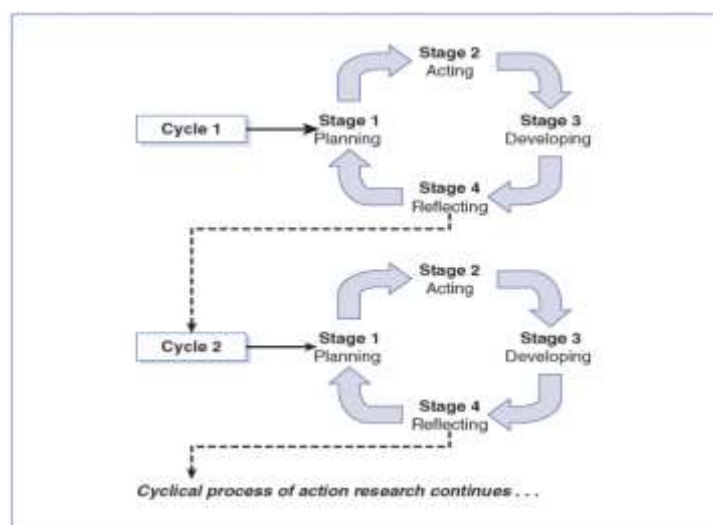 Stage 2
Acting
Cycle 1
Stage 1
Planning
Stage 3
Developing
Stage 4
Reflecting
Stage 2
Acting
Cycle 2
Stage 1
Planning
Stage 3
Developing
Stage 4
Reflecting
Cyclical process of action research continues . . .